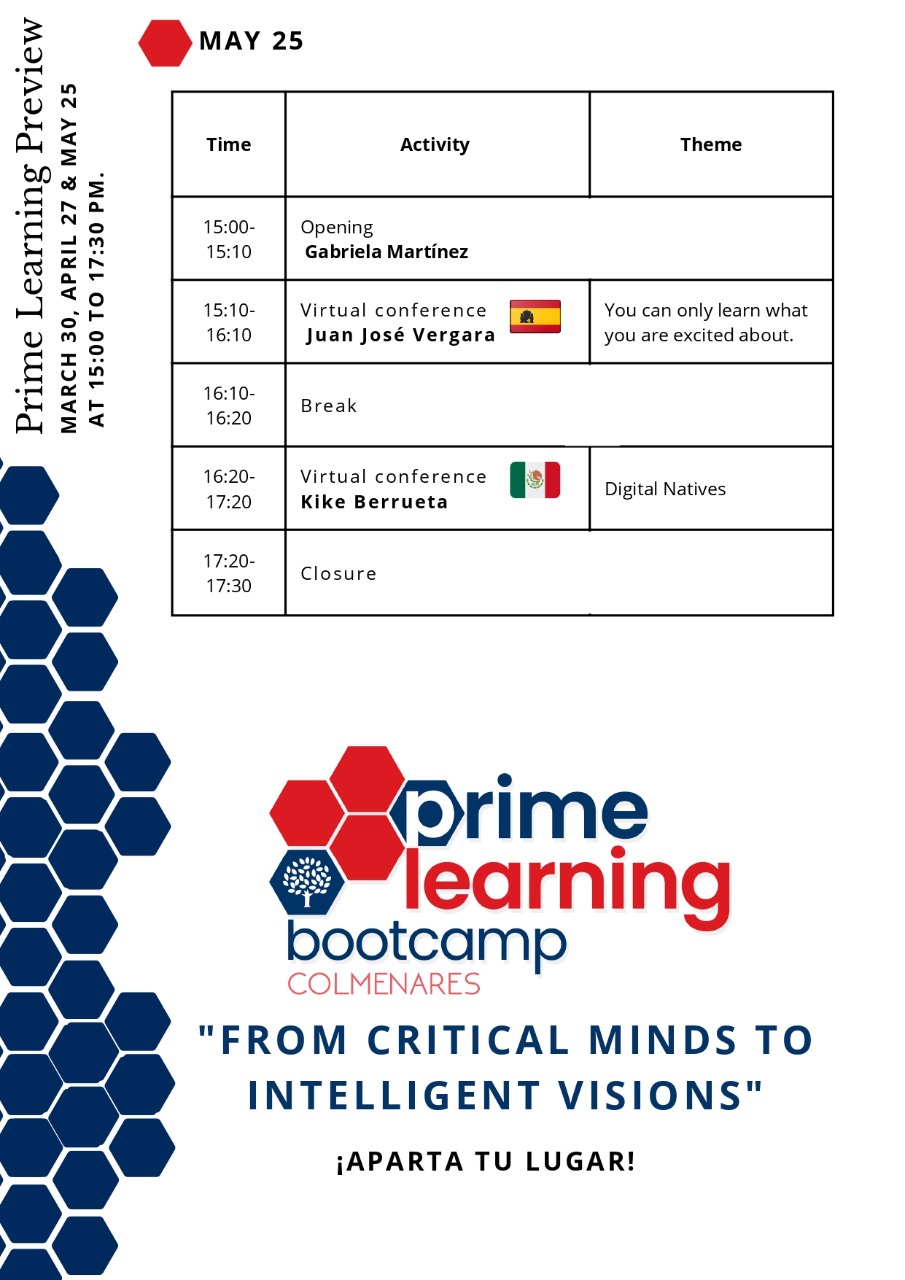 Prime Learning Preview
MARCH 30, APRIL 27 & MAY 25
AT 15:00 TO 17:30 PM.
MAY 25
Time
Activity
Theme
15:00-
15:10
Opening
Gabriela Martínez
15:10-
16:10
Virtual conference
Juan José Vergara
You can only learn what
you are excited about.
16:10-
16:20
Break
16:20-
17:20
Virtual conference
Kike Berrueta
Digital Natives
17:20-
17:30
Closure
prime
learning
bootcamp
COLMENARES
"FROM CRITICAL MINDS TO
INTELLIGENT VISIONS"
¡APARTA TU LUGAR!